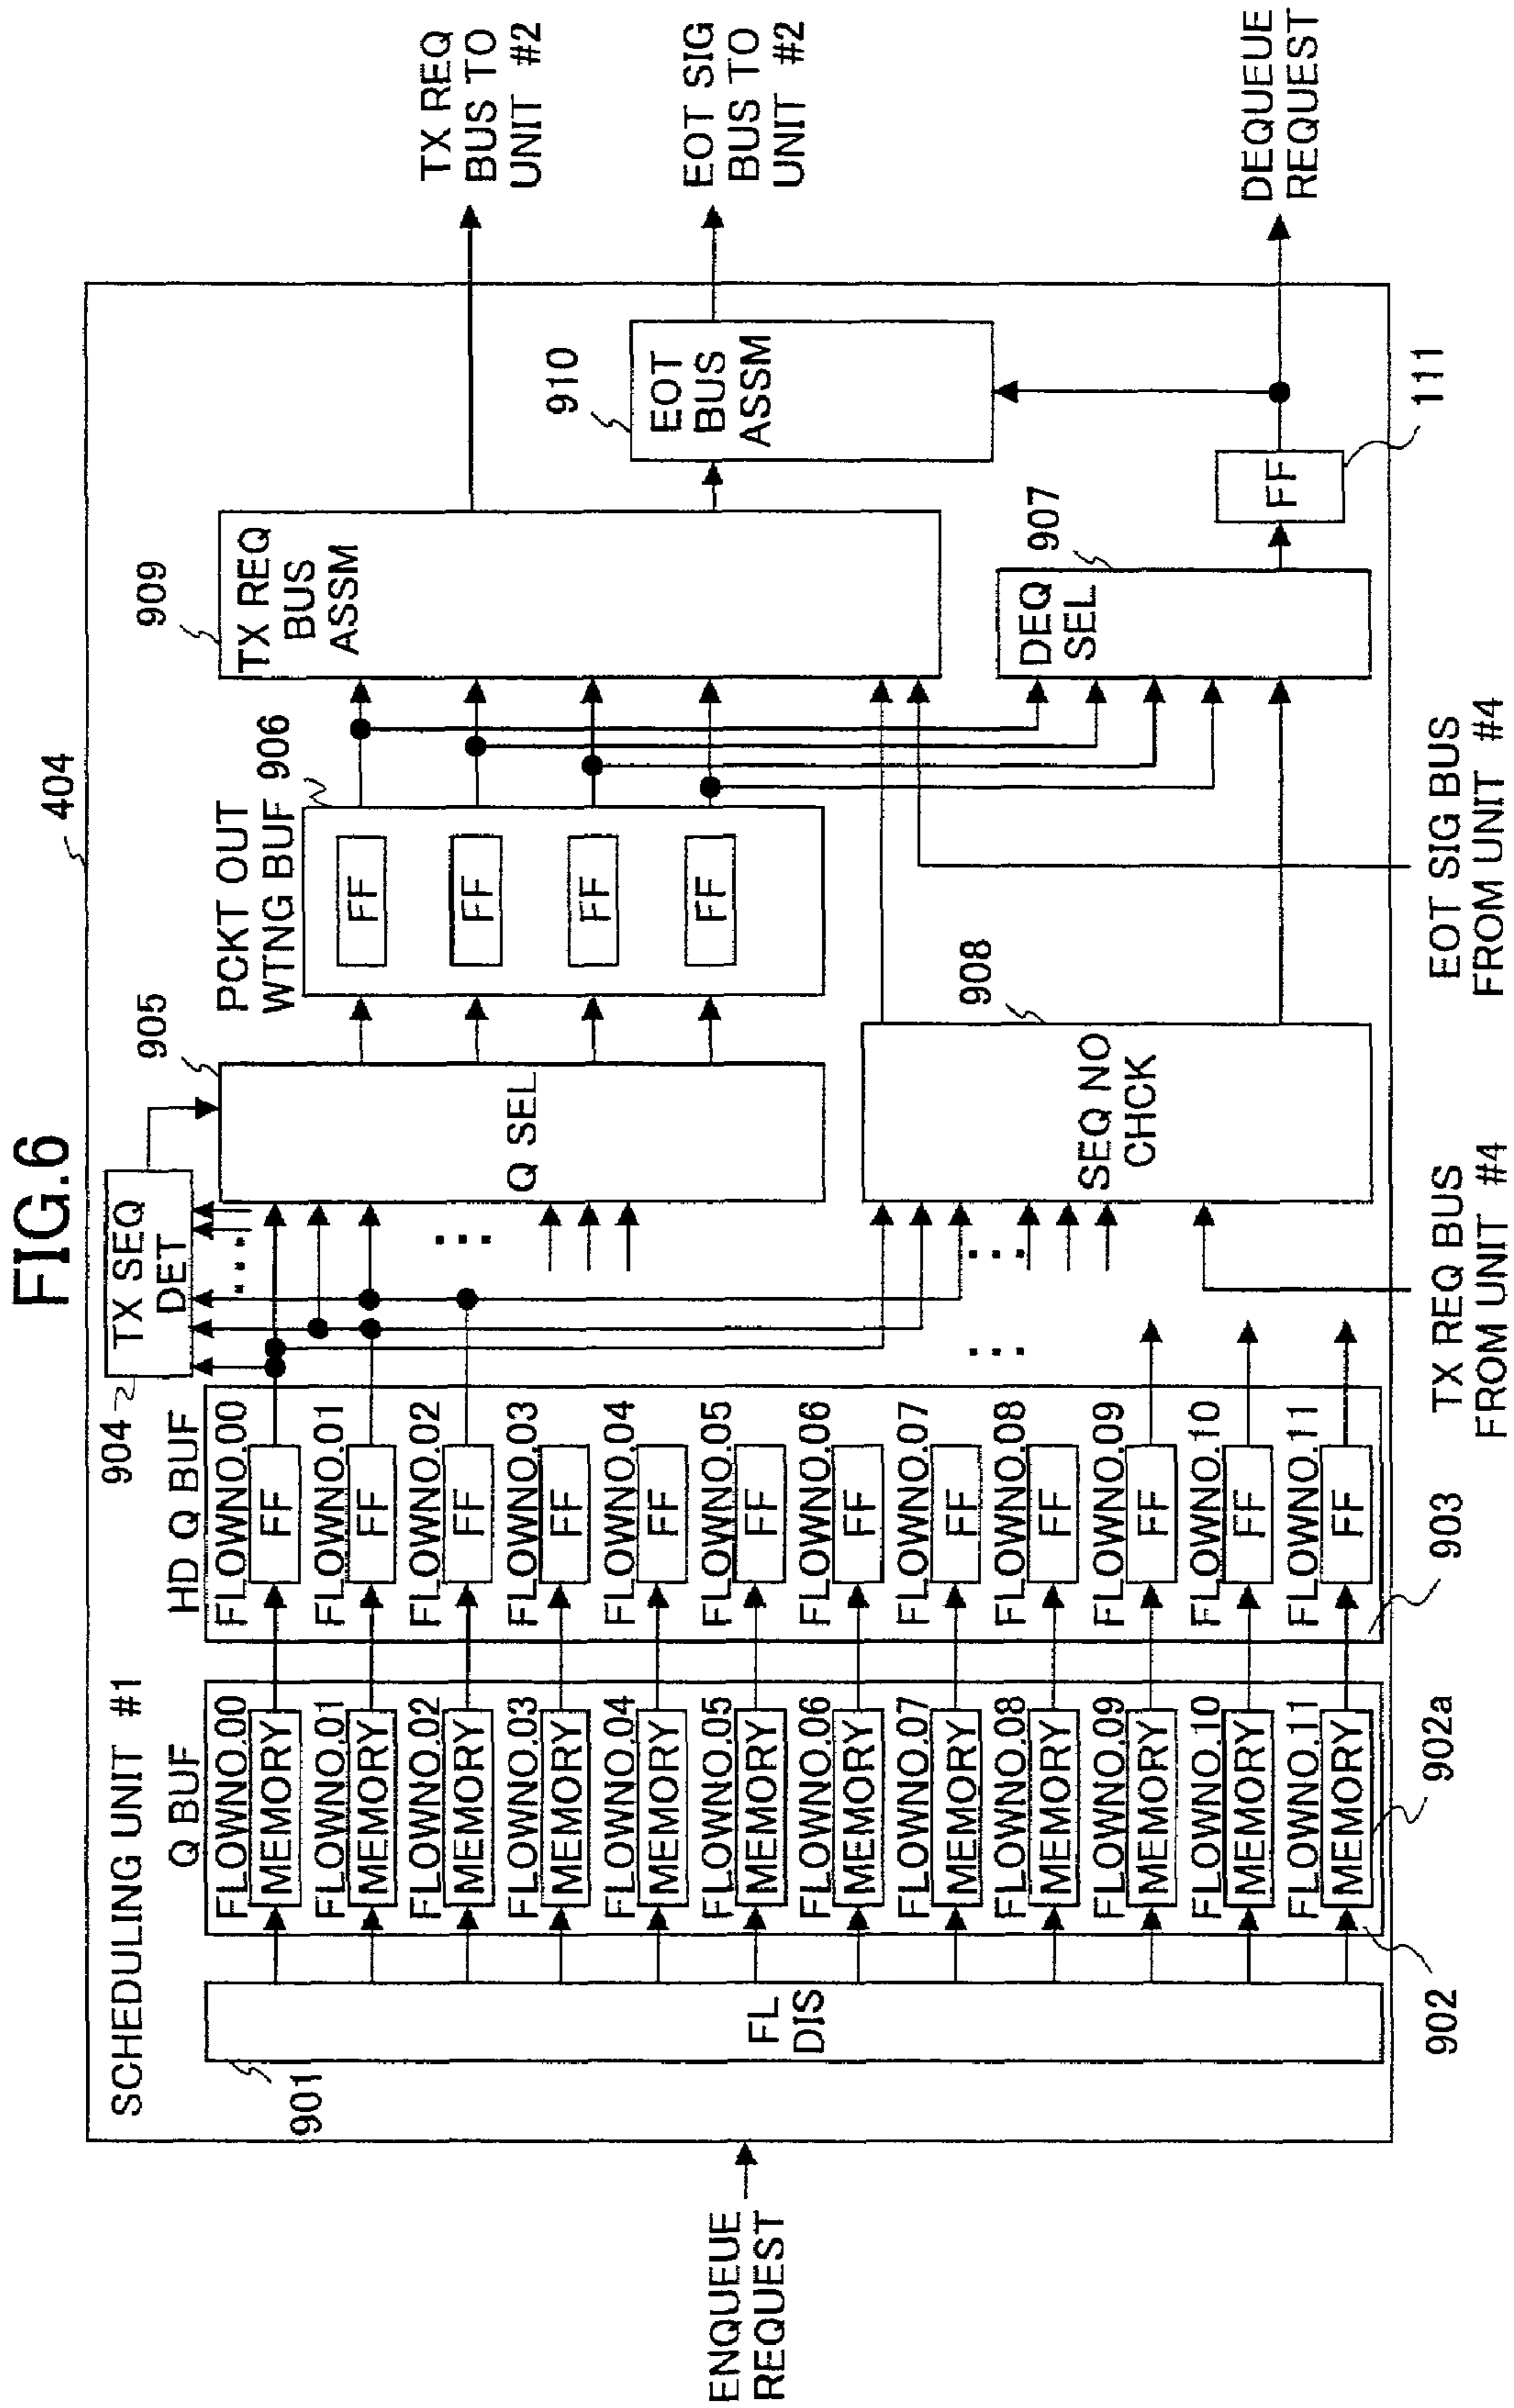 FIG.6
SCHEDULING UNIT #1
404
ENQUEUE
REQUEST
901
FL
DIS
Q BUF
FLOWNO.00
MEMORY
FLOWNO.01
MEMORY
FLOWNO.02
MEMORY
FLOWNO.03
MEMORY
FLOWNO.04
MEMORY
FLOWNO.05
MEMORY
FLOWNO.06
MEMORY
FLOWNO.07
MEMORY
FLOWNO.08
MEMORY
FLOWNO.09
MEMORY
FLOWNO.10
MEMORY
FLOWNO.11
MEMORY
902
902a
HD Q BUF
FLOWNO.00
FF
FLOWNO.01
FF
FLOWNO.02
FF
FLOWNO.03
FF
FLOWNO.04
FF
FLOWNO.05
FF
FLOWNO.06
FF
FLOWNO.07
FF
FLOWNO.08
FF
FLOWNO.09
FF
FLOWNO.10
FF
FLOWNO.11
FF
903
904
TX SEQ
DET
905
Q SEL
PCKT OUT
WTNG BUF
906
FF
FF
FF
FF
908
SEQ NO
CHCK
TX REQ BUS
FROM UNIT #4
EOT SIG BUS
FROM UNIT #4
909
TX REQ
BUS
ASSM
907
DEQ
SEL
910
EOT
BUS
ASSM
FF
111
TX REQ
BUS TO
UNIT #2
EOT SIG
BUS TO
UNIT #2
DEQUEUE
REQUEST